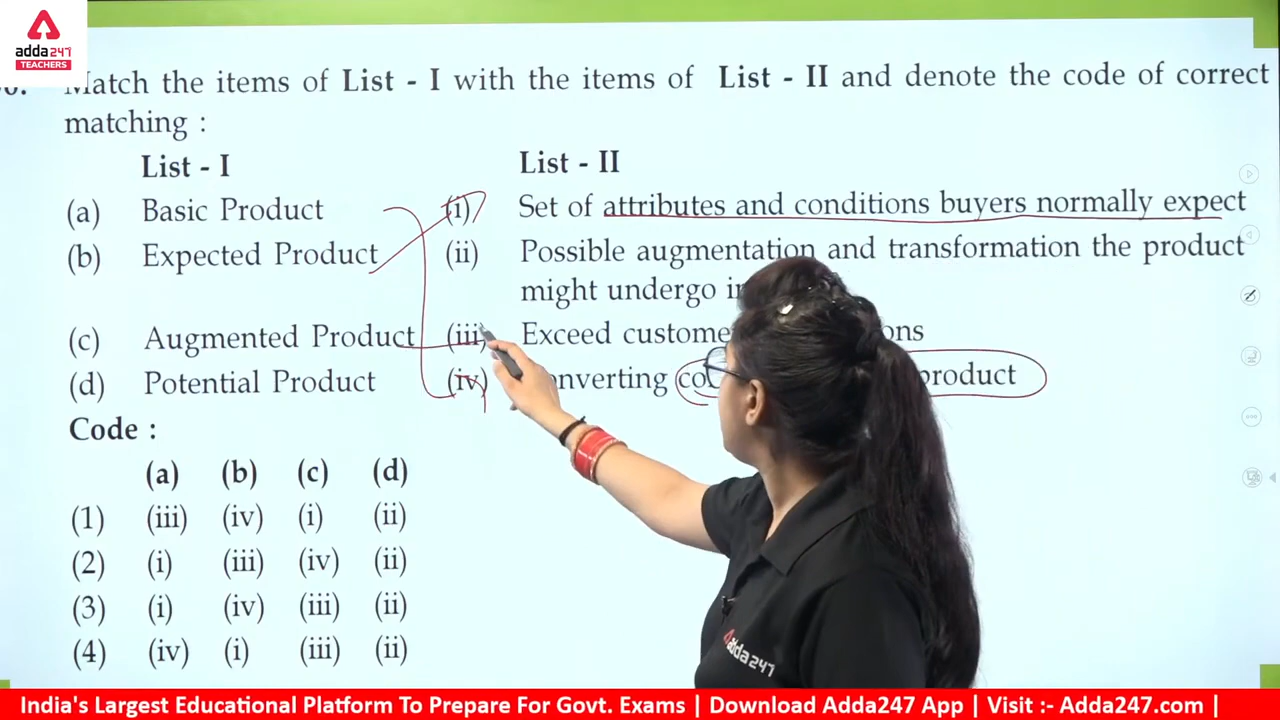 adda247
TEACHERS
Match the items of List - I with the items of List - II and denote the code of correct
matching :
List - I List - II
(a) Basic Product (i) Set of attributes and conditions buyers normally expect
(b) Expected Product (ii) Possible augmentation and transformation the product
might undergo
(c) Augmented Product (iii) Exceed
(d) Potential Product (iv) product
Code :
(a) (b) (c) (d)
(1) (iii) (iv) (i) (ii)
(2) (i) (iii) (iv) (ii)
(3) (i) (iv) (iii) (ii)
(4) (iv) (i) (iii) (ii)
adda247
India's Largest Educational Platform To Prepare For Govt. Exams | Download Adda247 App | Visit :- Adda247.com |